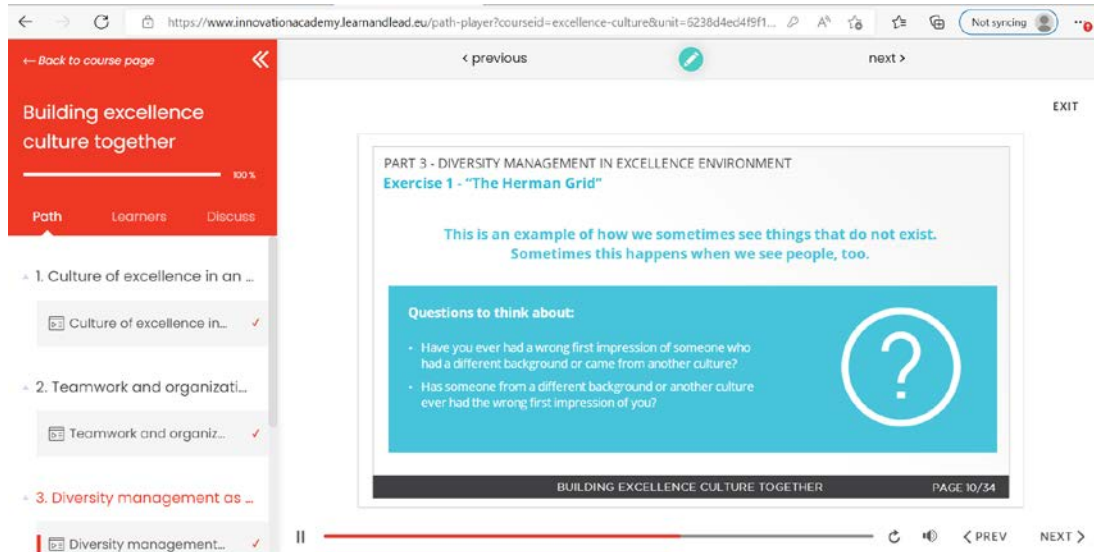 https://www.innovationacademy.learnandlead.eu/path-player?courseid=excellence-culture&unit=6238d4ed4f9f1...
Not syncing
← Back to course page
‹ previous
next ›
EXIT
Building excellence
culture together
100 %
Path Learners Discuss
1. Culture of excellence in an ...
Culture of excellence in...
2. Teamwork and organizati...
Teamwork and organiz...
3. Diversity management as ...
Diversity management...
PART 3 - DIVERSITY MANAGEMENT IN EXCELLENCE ENVIRONMENT
Exercise 1 - "The Herman Grid"
This is an example of how we sometimes see things that do not exist.
Sometimes this happens when we see people, too.
Questions to think about:
• Have you ever had a wrong first impression of someone who
had a different background or came from another culture?
• Has someone from a different background or another culture
ever had the wrong first impression of you?
?
BUILDING EXCELLENCE CULTURE TOGETHER PAGE 10/34
PREV NEXT